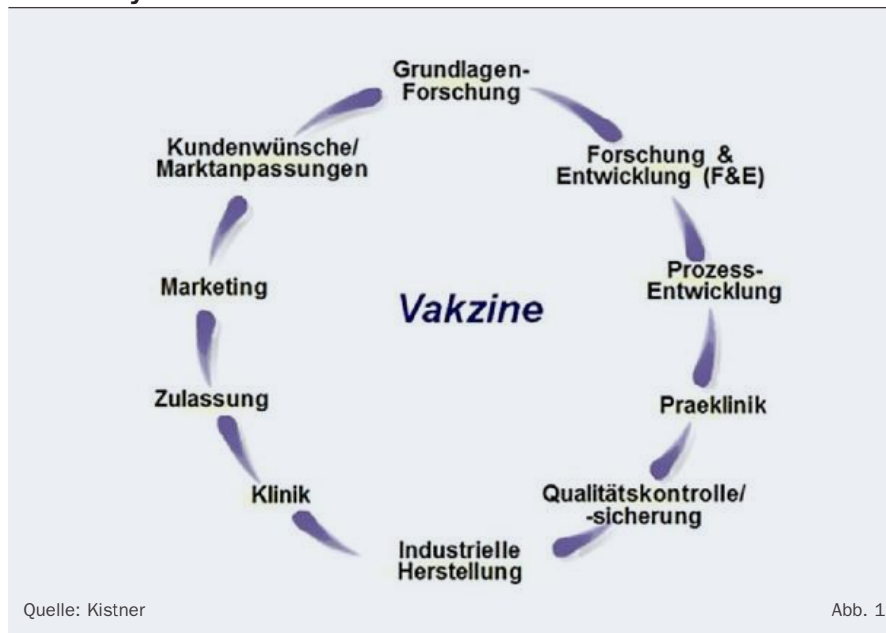 Grundlagen-
Forschung
Forschung &
Entwicklung (F&E)
Prozess-
Entwicklung
Praeklinik
Qualitätskontrolle/
-sicherung
Industrielle
Herstellung
Klinik
Zulassung
Marketing
Kundenwünsche/
Marktanpassungen
Vakzine
Quelle: Kistner
Abb. 1